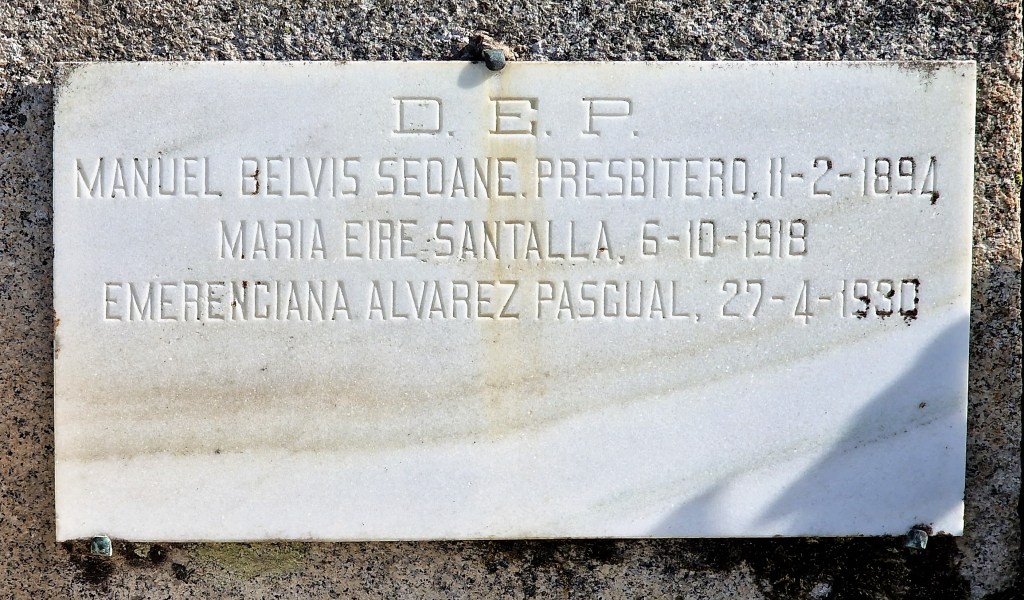 D. E. P.
MANUEL BELVIS SEOANE. PRESBITERO, 11-2-1894
MARIA EIRE SANTALLA, 6-10-1918
EMERENCIANA ALVAREZ PASCUAL, 27-4-1930